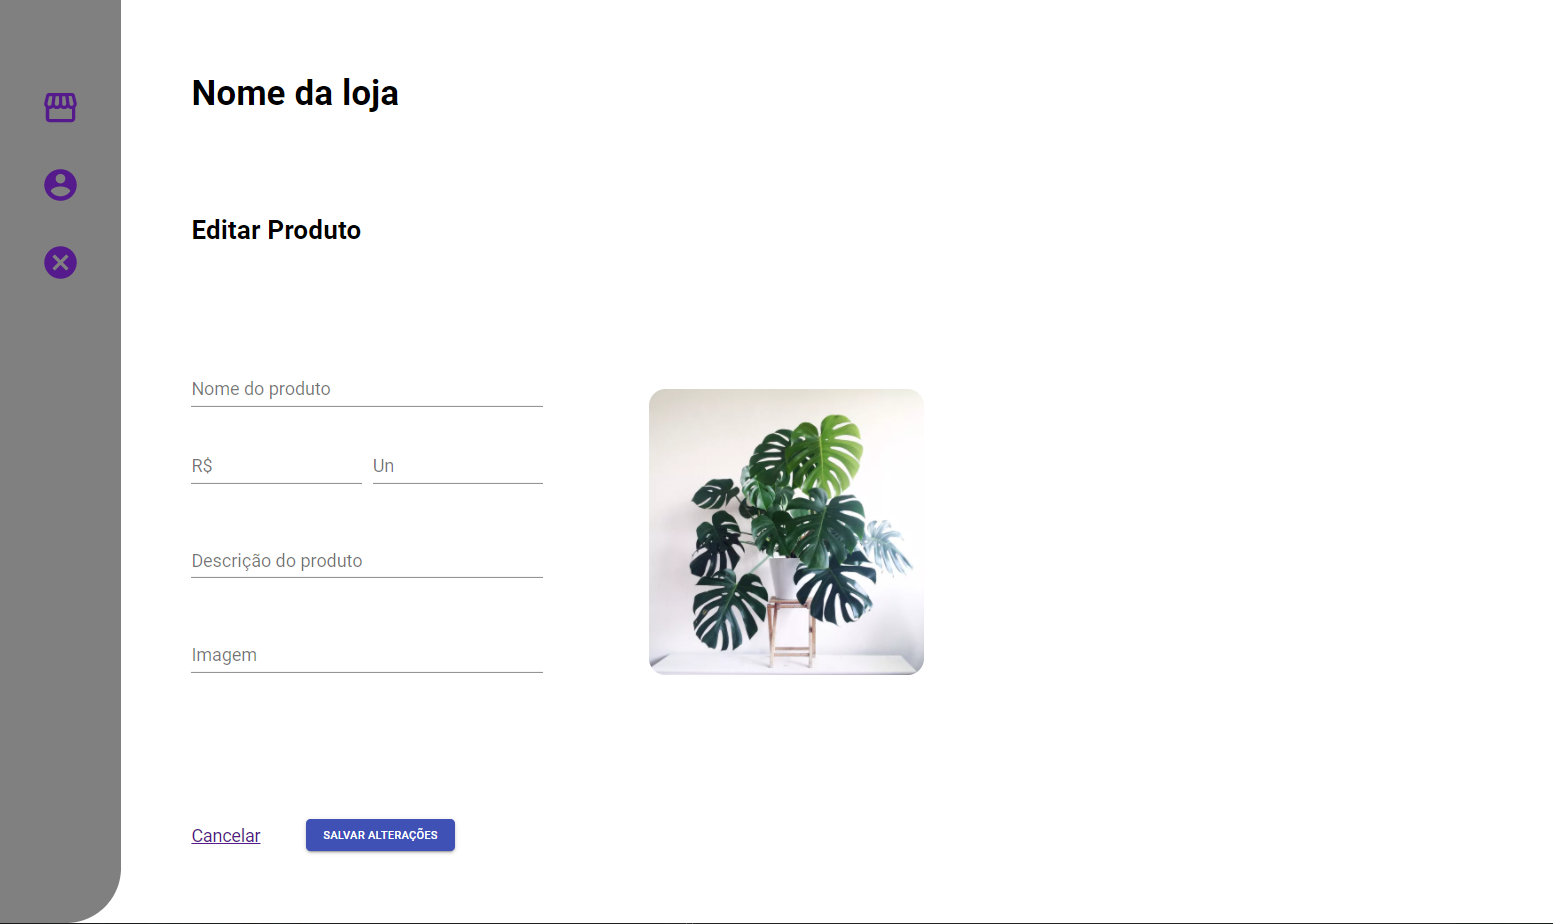 Nome da loja
Editar Produto
Nome do produto
R$ Un
Descrição do produto
Imagem
Cancelar SALVAR ALTERAÇÕES